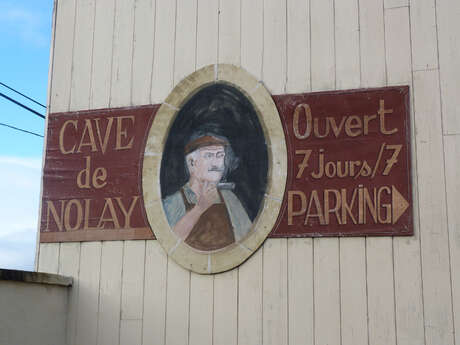 CAVE
de
NOLAY
Ouvert
7 Jours/7
PARKING